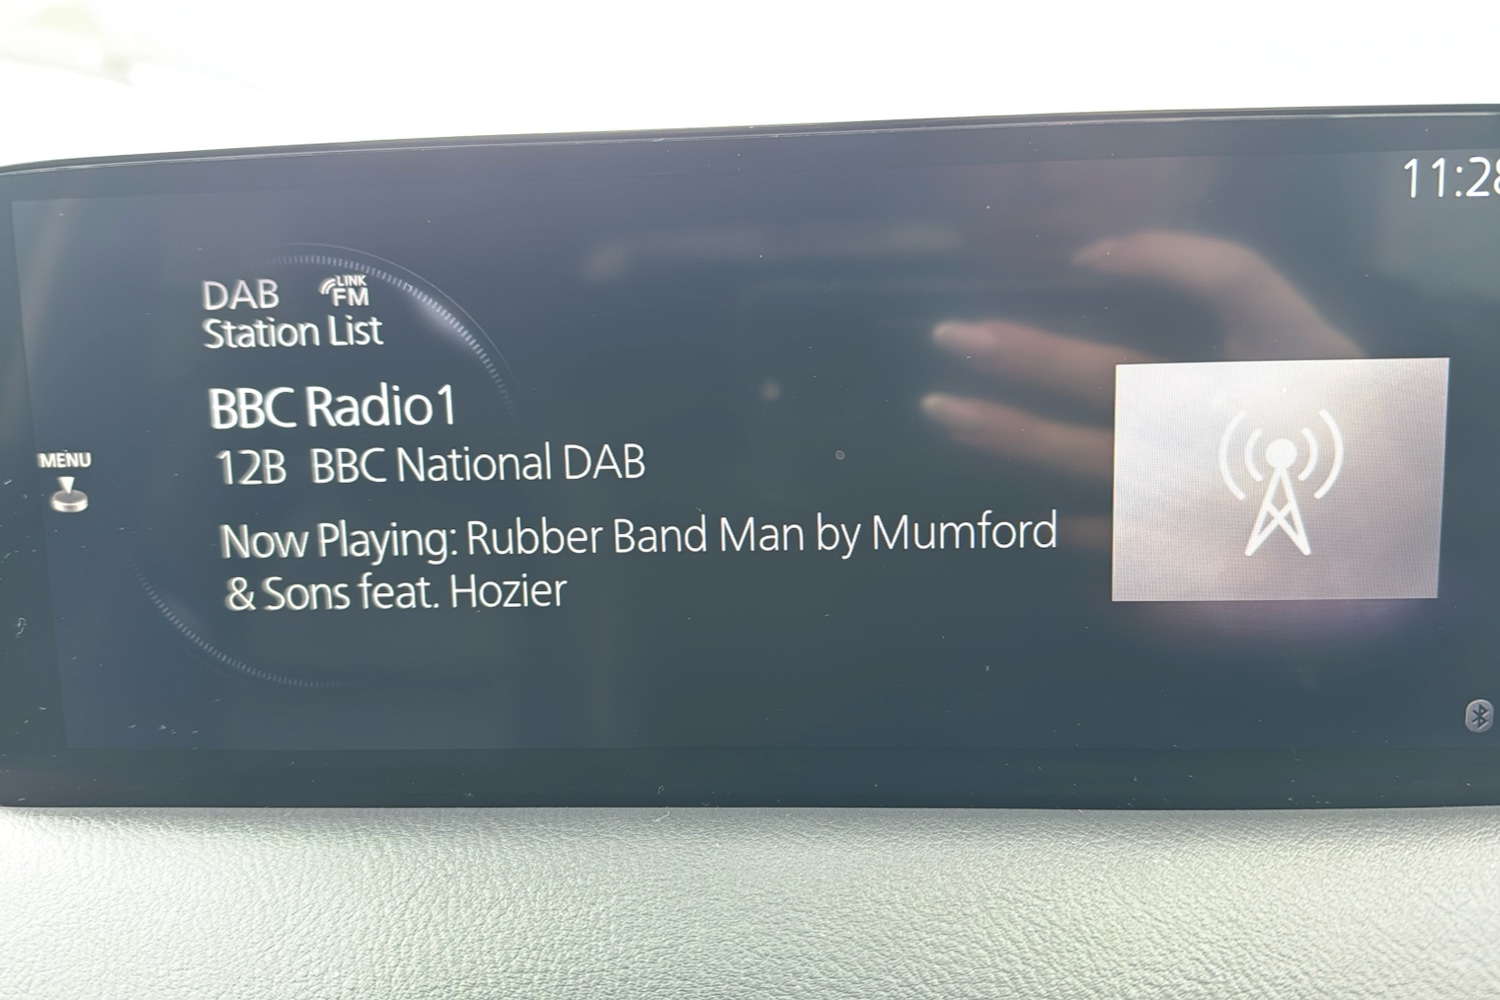 11:28
DAB LINK FM
Station List
BBC Radio1
12B BBC National DAB
MENU
Now Playing: Rubber Band Man by Mumford
& Sons feat. Hozier